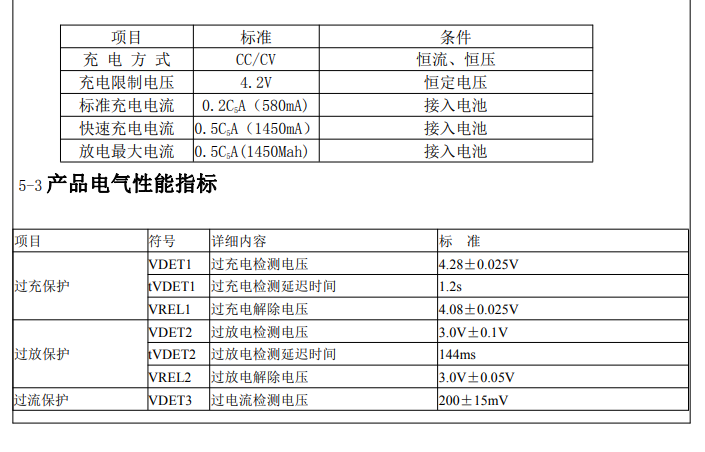 项目 标准 条件
充 电 方 式 CC/CV 恒流、恒压
充电限制电压 4.2V 恒定电压
标准充电电流 0.2C₅A（580mA) 接入电池
快速充电电流 0.5C₅A（1450mA） 接入电池
放电最大电流 0.5C₅A(1450Mah) 接入电池
5-3 产品电气性能指标
项目 符号 详细内容 标 准
过充保护 VDET1 过充电检测电压 4.28±0.025V
tVDET1 过充电检测延迟时间 1.2s
VREL1 过充电解除电压 4.08±0.025V
过放保护 VDET2 过放电检测电压 3.0V±0.1V
tVDET2 过放电检测延迟时间 144ms
VREL2 过放电解除电压 3.0V±0.05V
过流保护 VDET3 过电流检测电压 200±15mV